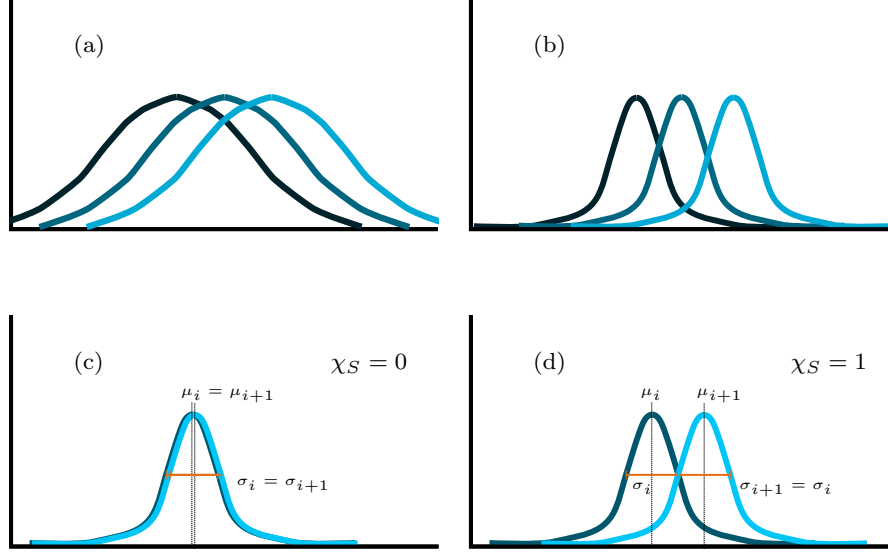 (a)
(b)
(c)
χ_S = 0
μ_i = μ_{i+1}
σ_i = σ_{i+1}
(d)
χ_S = 1
μ_i
μ_{i+1}
σ_i
σ_{i+1} = σ_i